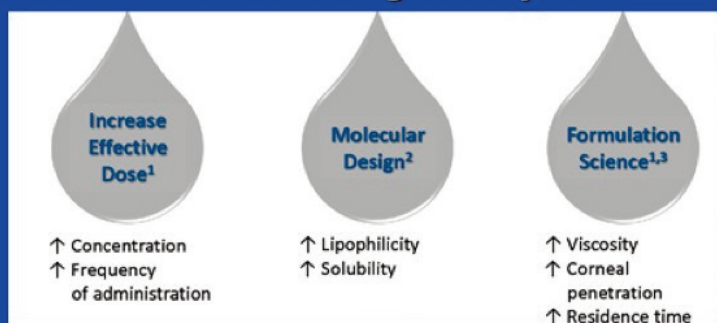 Increase
Effective
Dose¹
↑ Concentration
↑ Frequency
of administration
Molecular
Design²
↑ Lipophilicity
↑ Solubility
Formulation
Science¹,³
↑ Viscosity
↑ Corneal
penetration
↑ Residence time